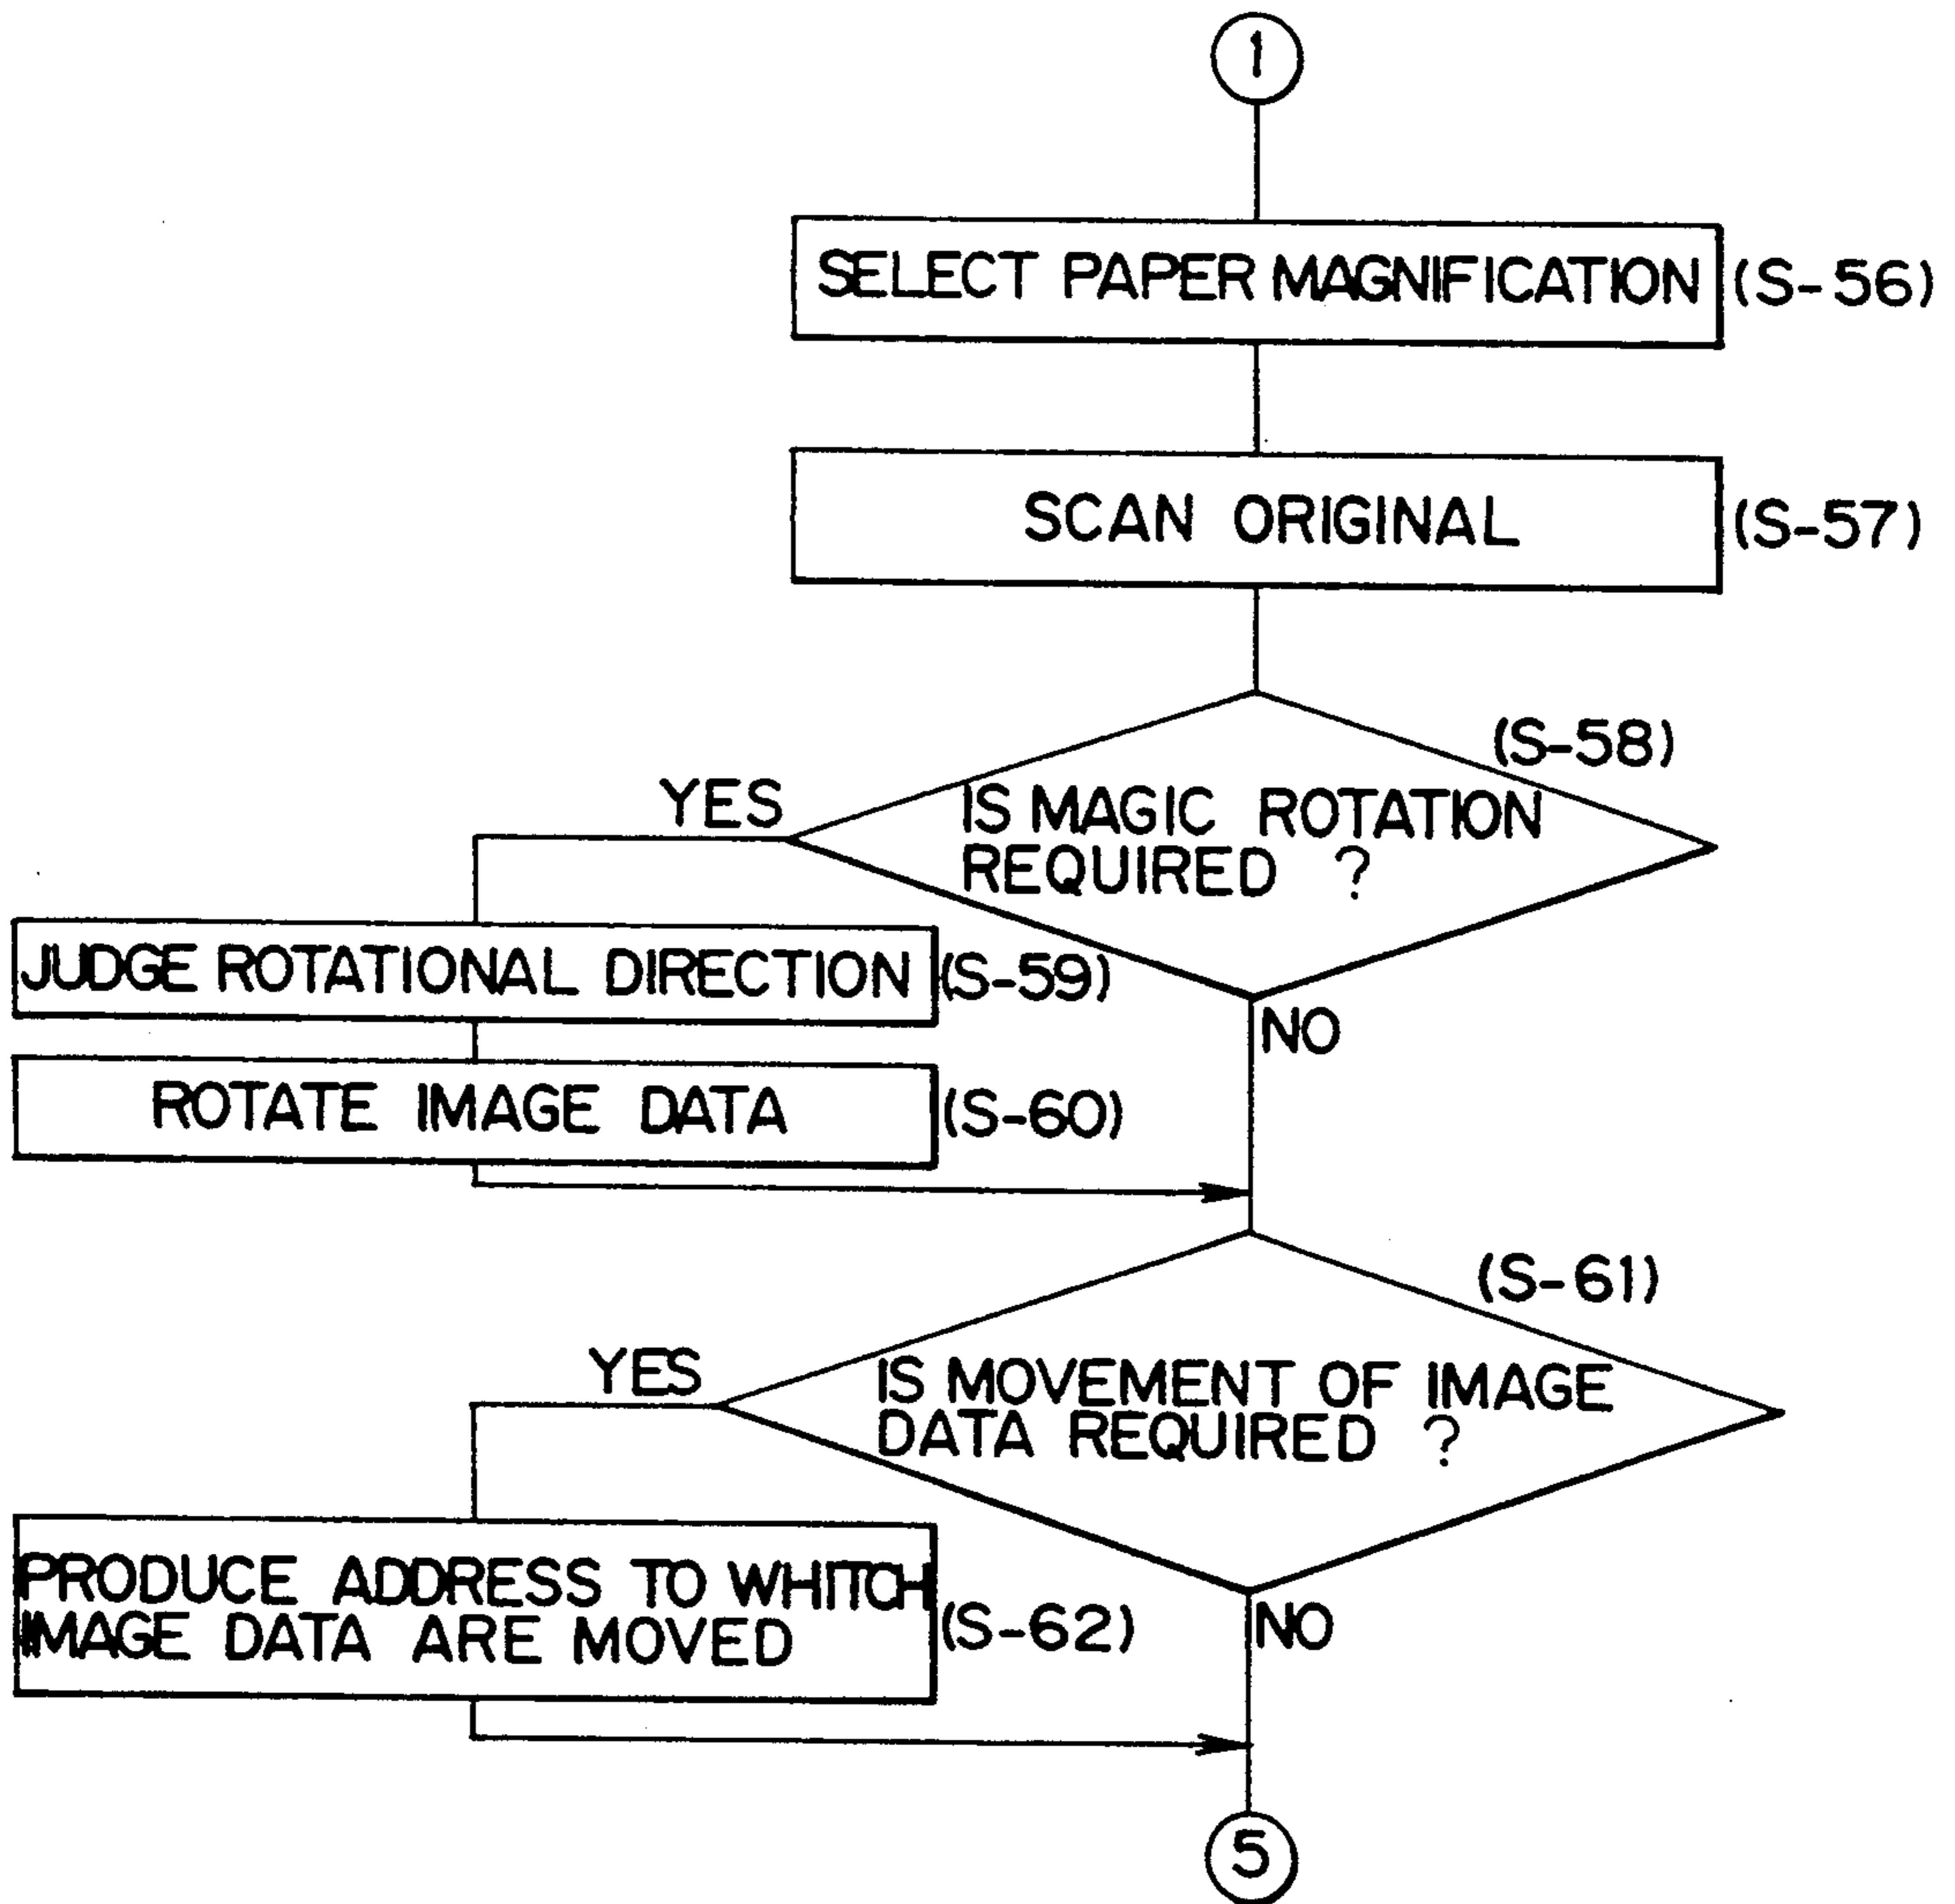 1
SELECT PAPER MAGNIFICATION (S-56)
SCAN ORIGINAL (S-57)
(S-58)
YES
IS MAGIC ROTATION
REQUIRED ?
JUDGE ROTATIONAL DIRECTION (S-59)
NO
ROTATE IMAGE DATA (S-60)
(S-61)
YES
IS MOVEMENT OF IMAGE
DATA REQUIRED ?
PRODUCE ADDRESS TO WHITCH
IMAGE DATA ARE MOVED (S-62)
NO
5